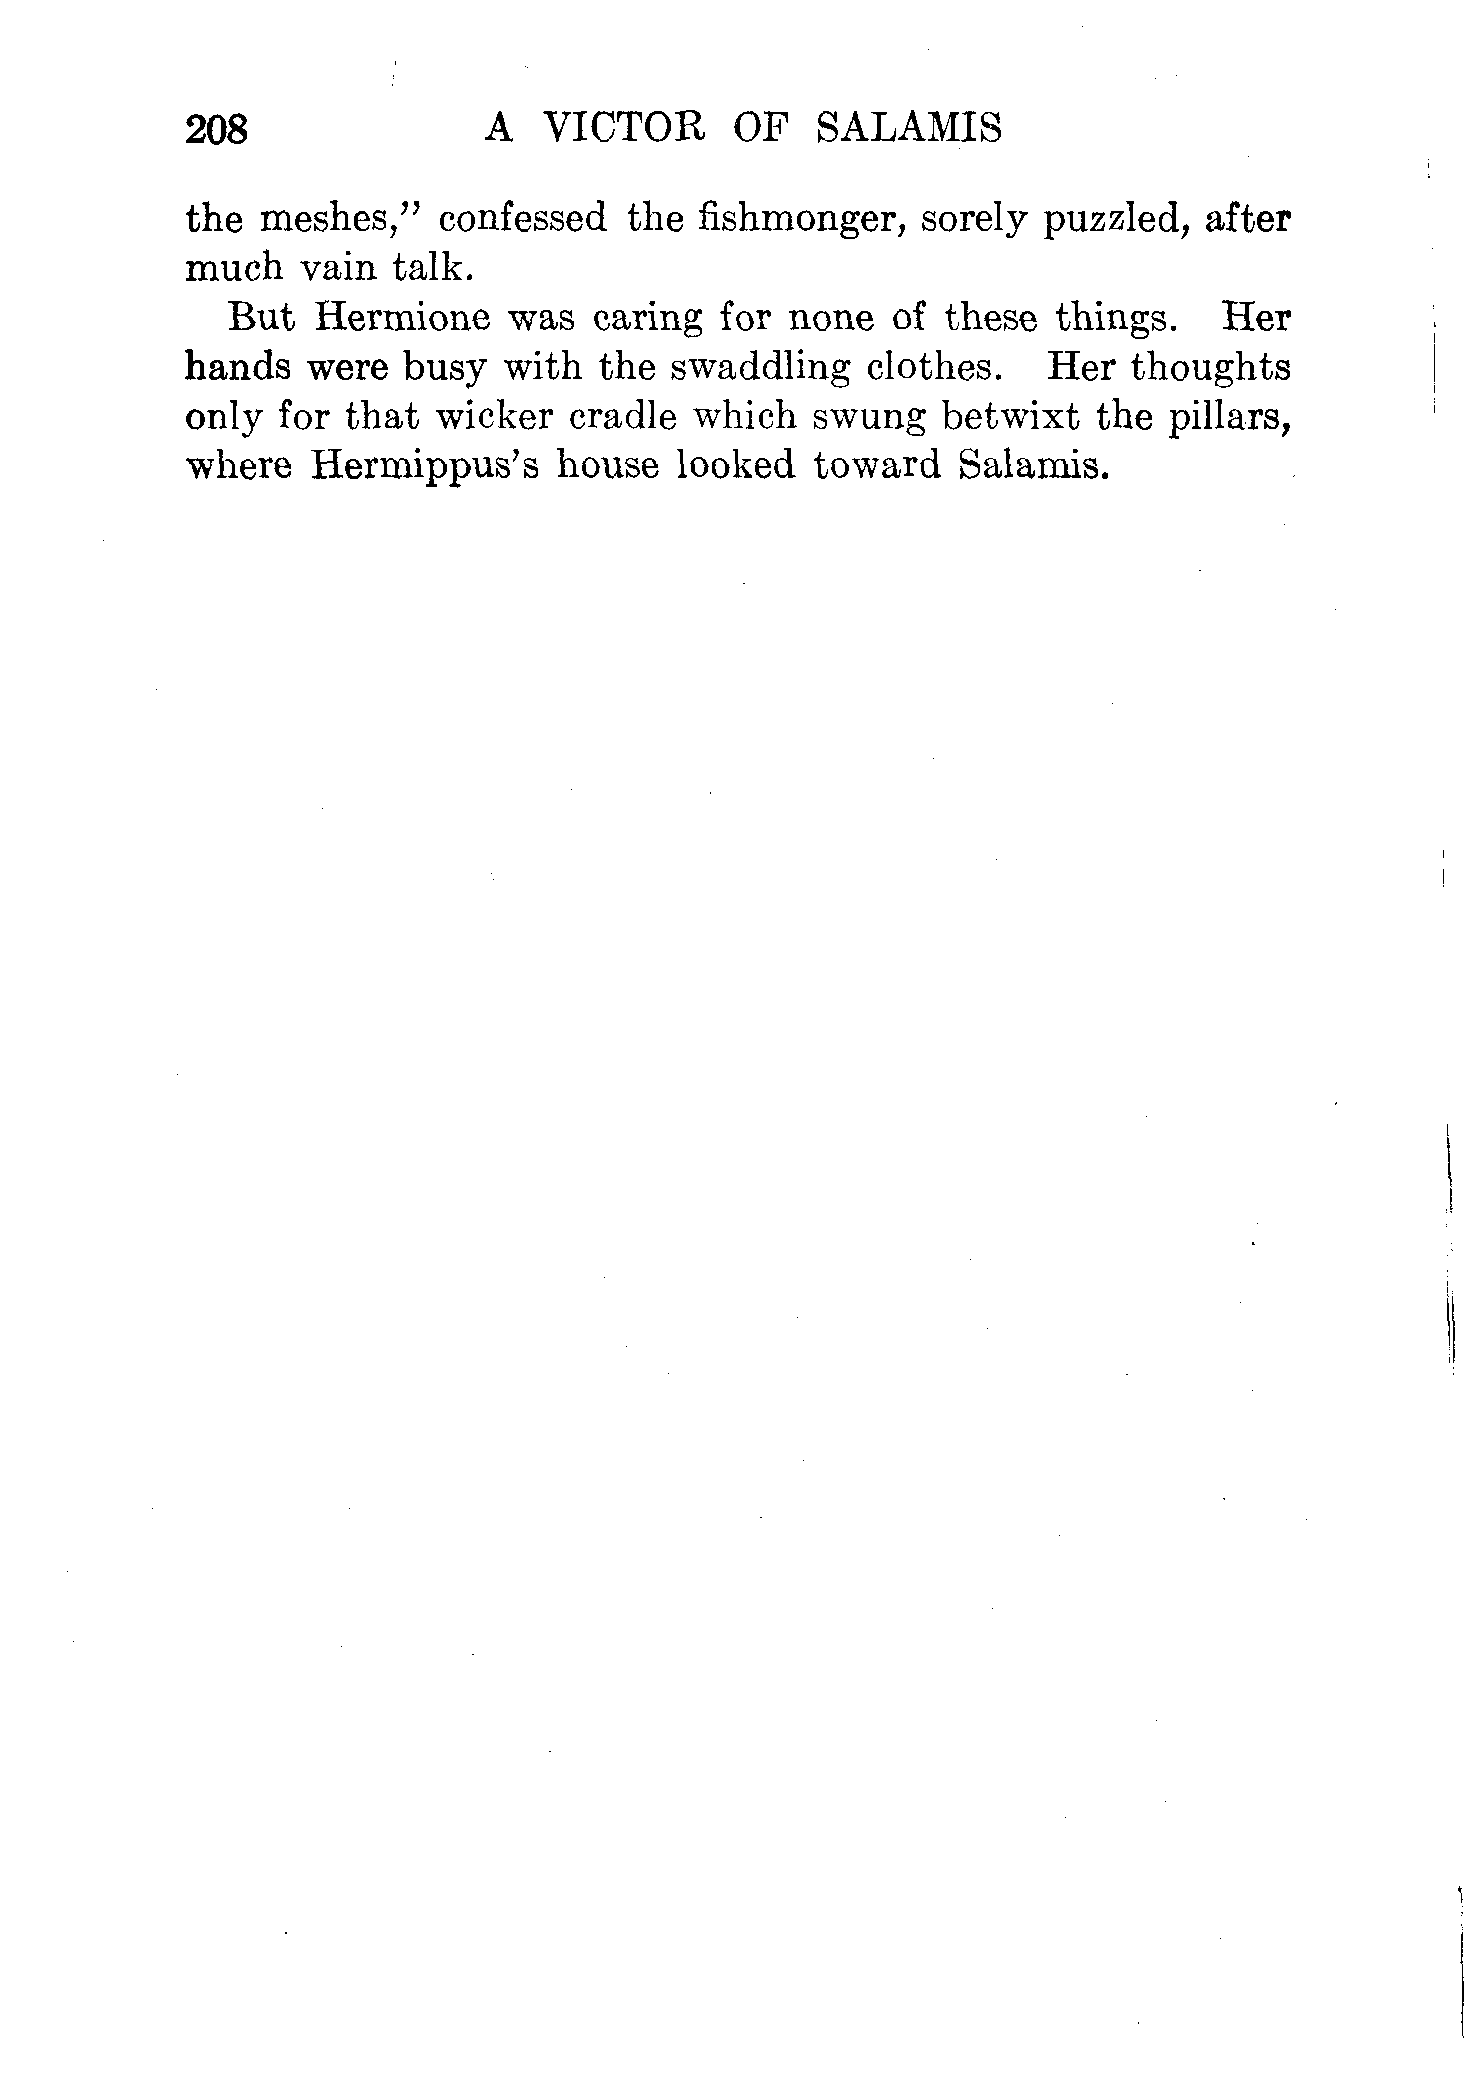 208 A VICTOR OF SALAMIS
the meshes,” confessed the fishmonger, sorely puzzled, after
much vain talk.
But Hermione was caring for none of these things. Her
hands were busy with the swaddling clothes. Her thoughts
only for that wicker cradle which swung betwixt the pillars,
where Hermippus’s house looked toward Salamis.